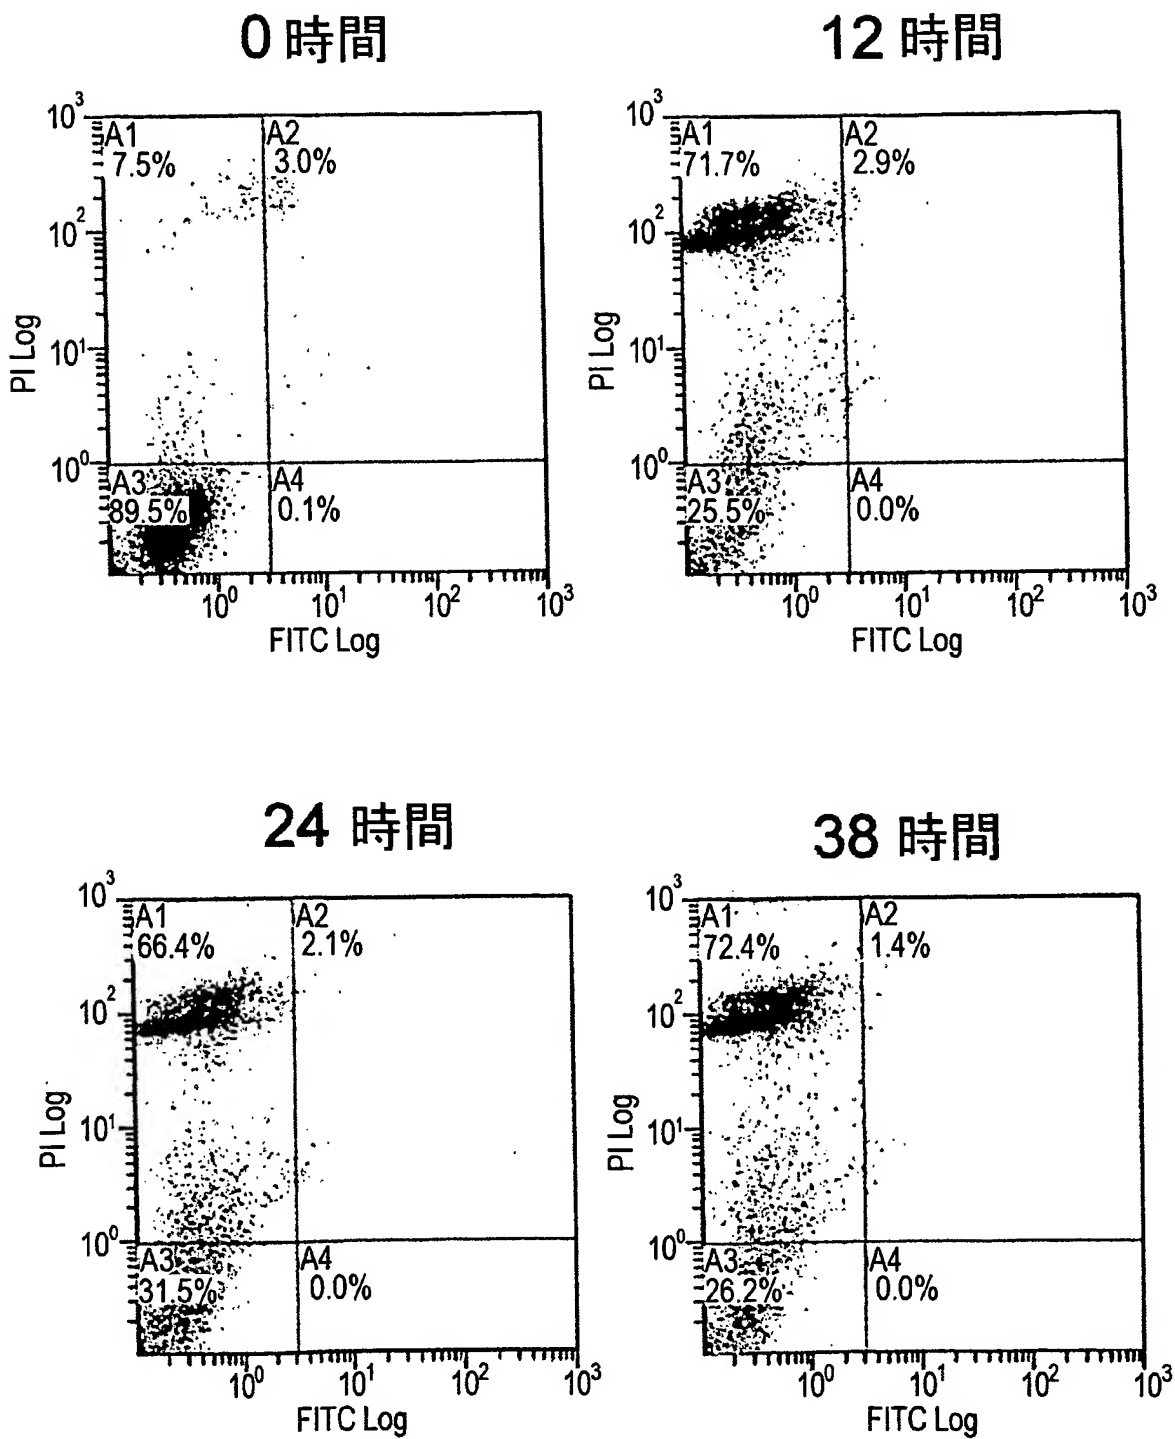 0 時間
10³
A1
7.5%
A2
3.0%
10²
10¹
10⁰
A3
89.5%
A4
0.1%
PI Log
10⁰ 10¹ 10² 10³
FITC Log
12 時間
10³
A1
71.7%
A2
2.9%
10²
10¹
10⁰
A3
25.5%
A4
0.0%
PI Log
10⁰ 10¹ 10² 10³
FITC Log
24 時間
10³
A1
66.4%
A2
2.1%
10²
10¹
10⁰
A3
31.5%
A4
0.0%
PI Log
10⁰ 10¹ 10² 10³
FITC Log
38 時間
10³
A1
72.4%
A2
1.4%
10²
10¹
10⁰
A3
26.2%
A4
0.0%
PI Log
10⁰ 10¹ 10² 10³
FITC Log